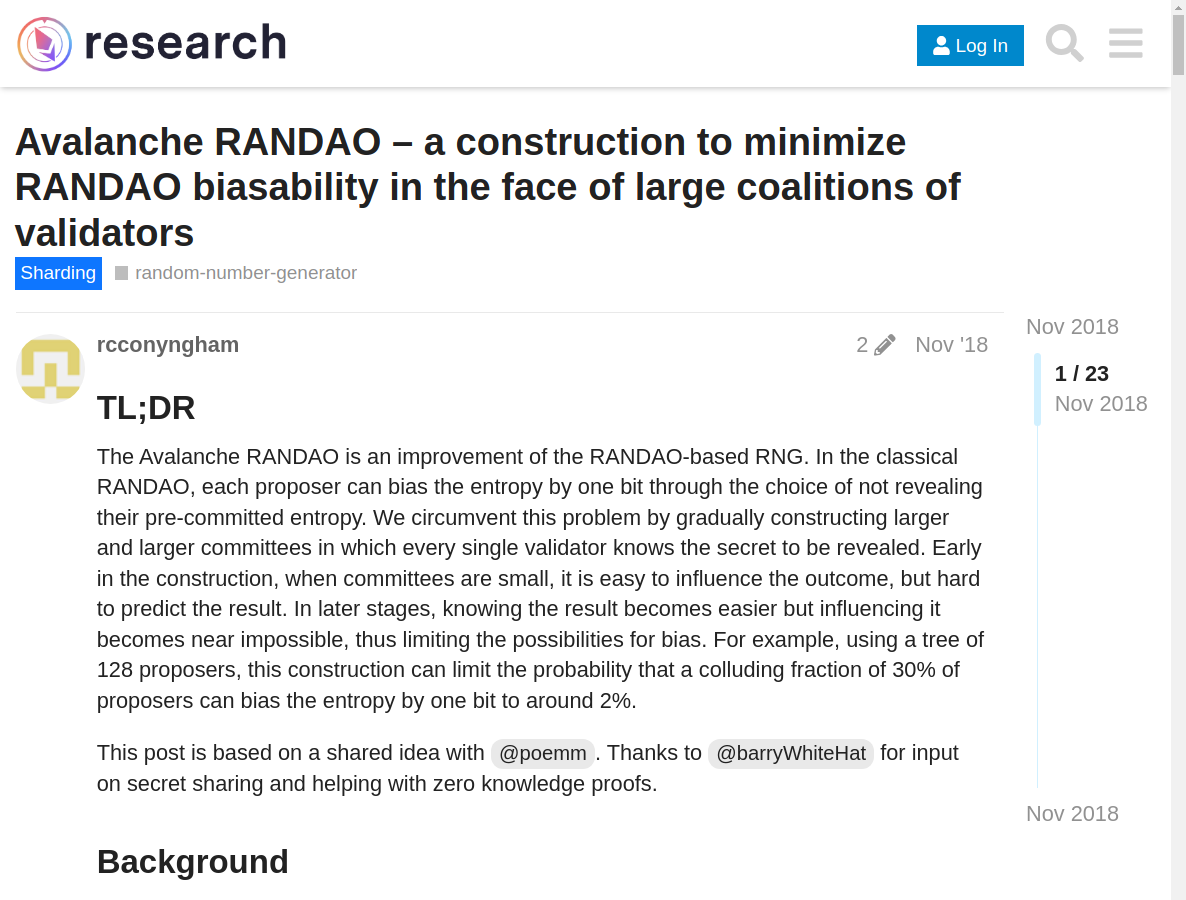 research
Log In
Avalanche RANDAO – a construction to minimize
RANDAO biasability in the face of large coalitions of
validators
Sharding random-number-generator
rcconyngham 2 Nov '18
Nov 2018
1 / 23
Nov 2018
TL;DR
The Avalanche RANDAO is an improvement of the RANDAO-based RNG. In the classical
RANDAO, each proposer can bias the entropy by one bit through the choice of not revealing
their pre-committed entropy. We circumvent this problem by gradually constructing larger
and larger committees in which every single validator knows the secret to be revealed. Early
in the construction, when committees are small, it is easy to influence the outcome, but hard
to predict the result. In later stages, knowing the result becomes easier but influencing it
becomes near impossible, thus limiting the possibilities for bias. For example, using a tree of
128 proposers, this construction can limit the probability that a colluding fraction of 30% of
proposers can bias the entropy by one bit to around 2%.
This post is based on a shared idea with @poemm. Thanks to @barryWhiteHat for input
on secret sharing and helping with zero knowledge proofs.
Nov 2018
Background